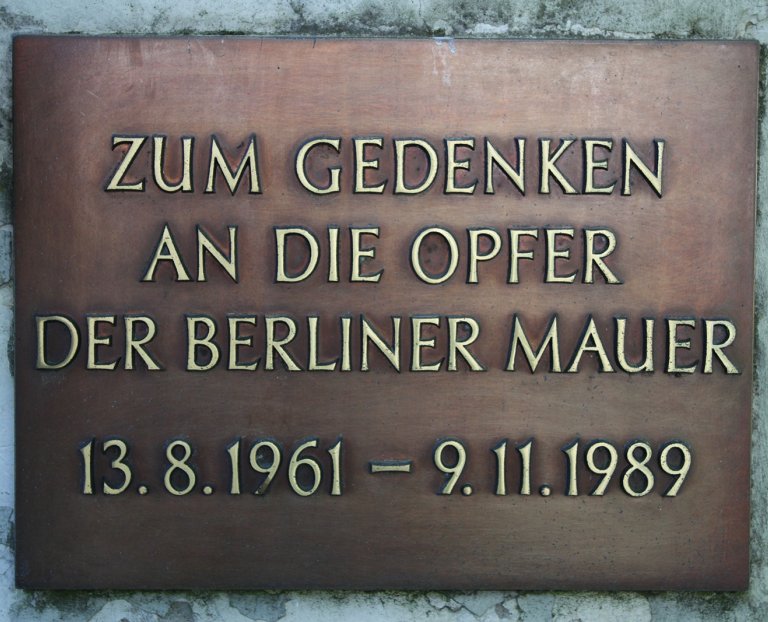 ZUM GEDENKEN
AN DIE OPFER
DER BERLINER MAUER
13.8.1961 – 9.11.1989